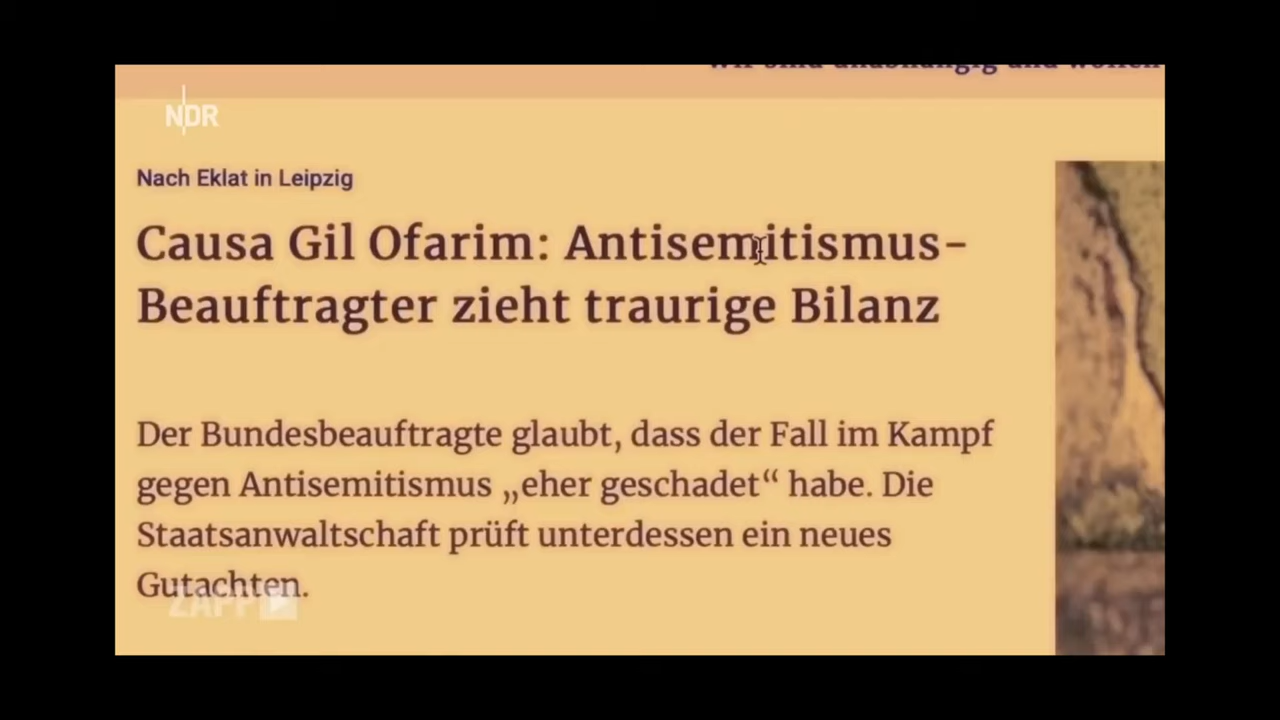 NDR
Nach Eklat in Leipzig
Causa Gil Ofarim: Antisemitismus-
Beauftragter zieht traurige Bilanz
Der Bundesbeauftragte glaubt, dass der Fall im Kampf
gegen Antisemitismus „eher geschadet“ habe. Die
Staatsanwaltschaft prüft unterdessen ein neues
Gutachten.
ZAPP